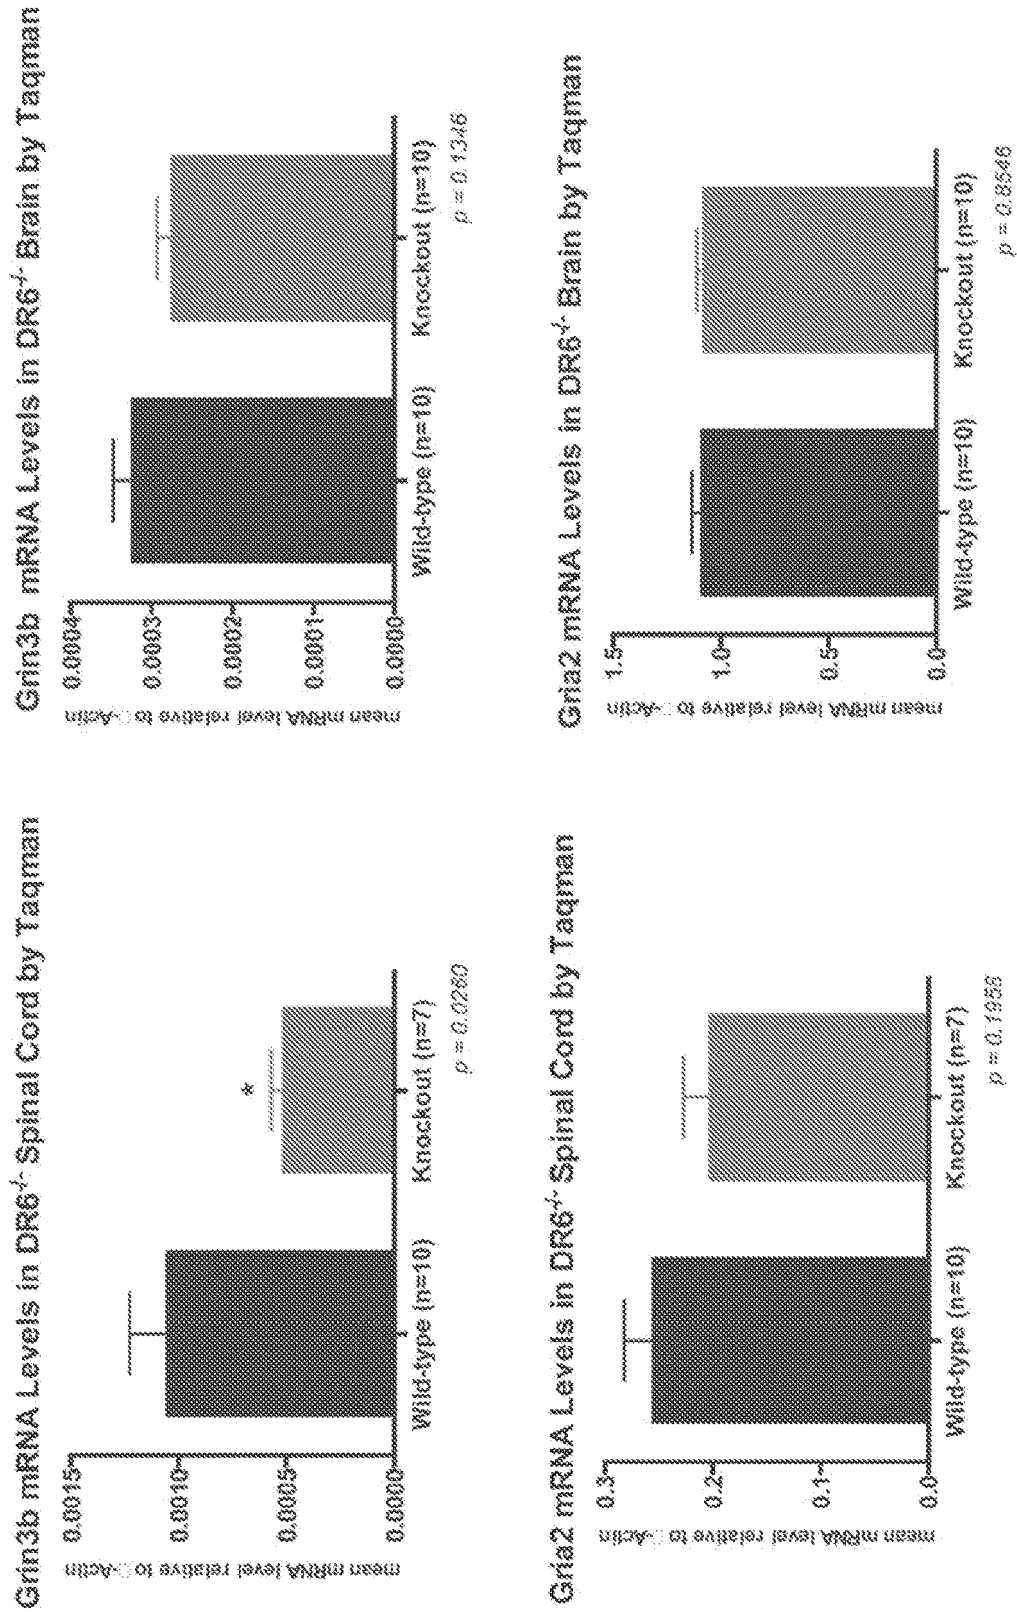 Grin3b mRNA Levels in DR6-/- Spinal Cord by Taqman
mean mRNA level relative to □-Actin
0.0015
0.0010
0.0005
0.0000
*
Wild-type (n=10)
Knockout (n=7)
p = 0.0260
Grin3b mRNA Levels in DR6-/- Brain by Taqman
mean mRNA level relative to □-Actin
0.0004
0.0003
0.0002
0.0001
0.0000
Wild-type (n=10)
Knockout (n=10)
p = 0.1346
Gria2 mRNA Levels in DR6-/- Spinal Cord by Taqman
mean mRNA level relative to □-Actin
0.3
0.2
0.1
0.0
Wild-type (n=10)
Knockout (n=7)
p = 0.1958
Gria2 mRNA Levels in DR6-/- Brain by Taqman
mean mRNA level relative to □-Actin
1.5
1.0
0.5
0.0
Wild-type (n=10)
Knockout (n=10)
p = 0.8546